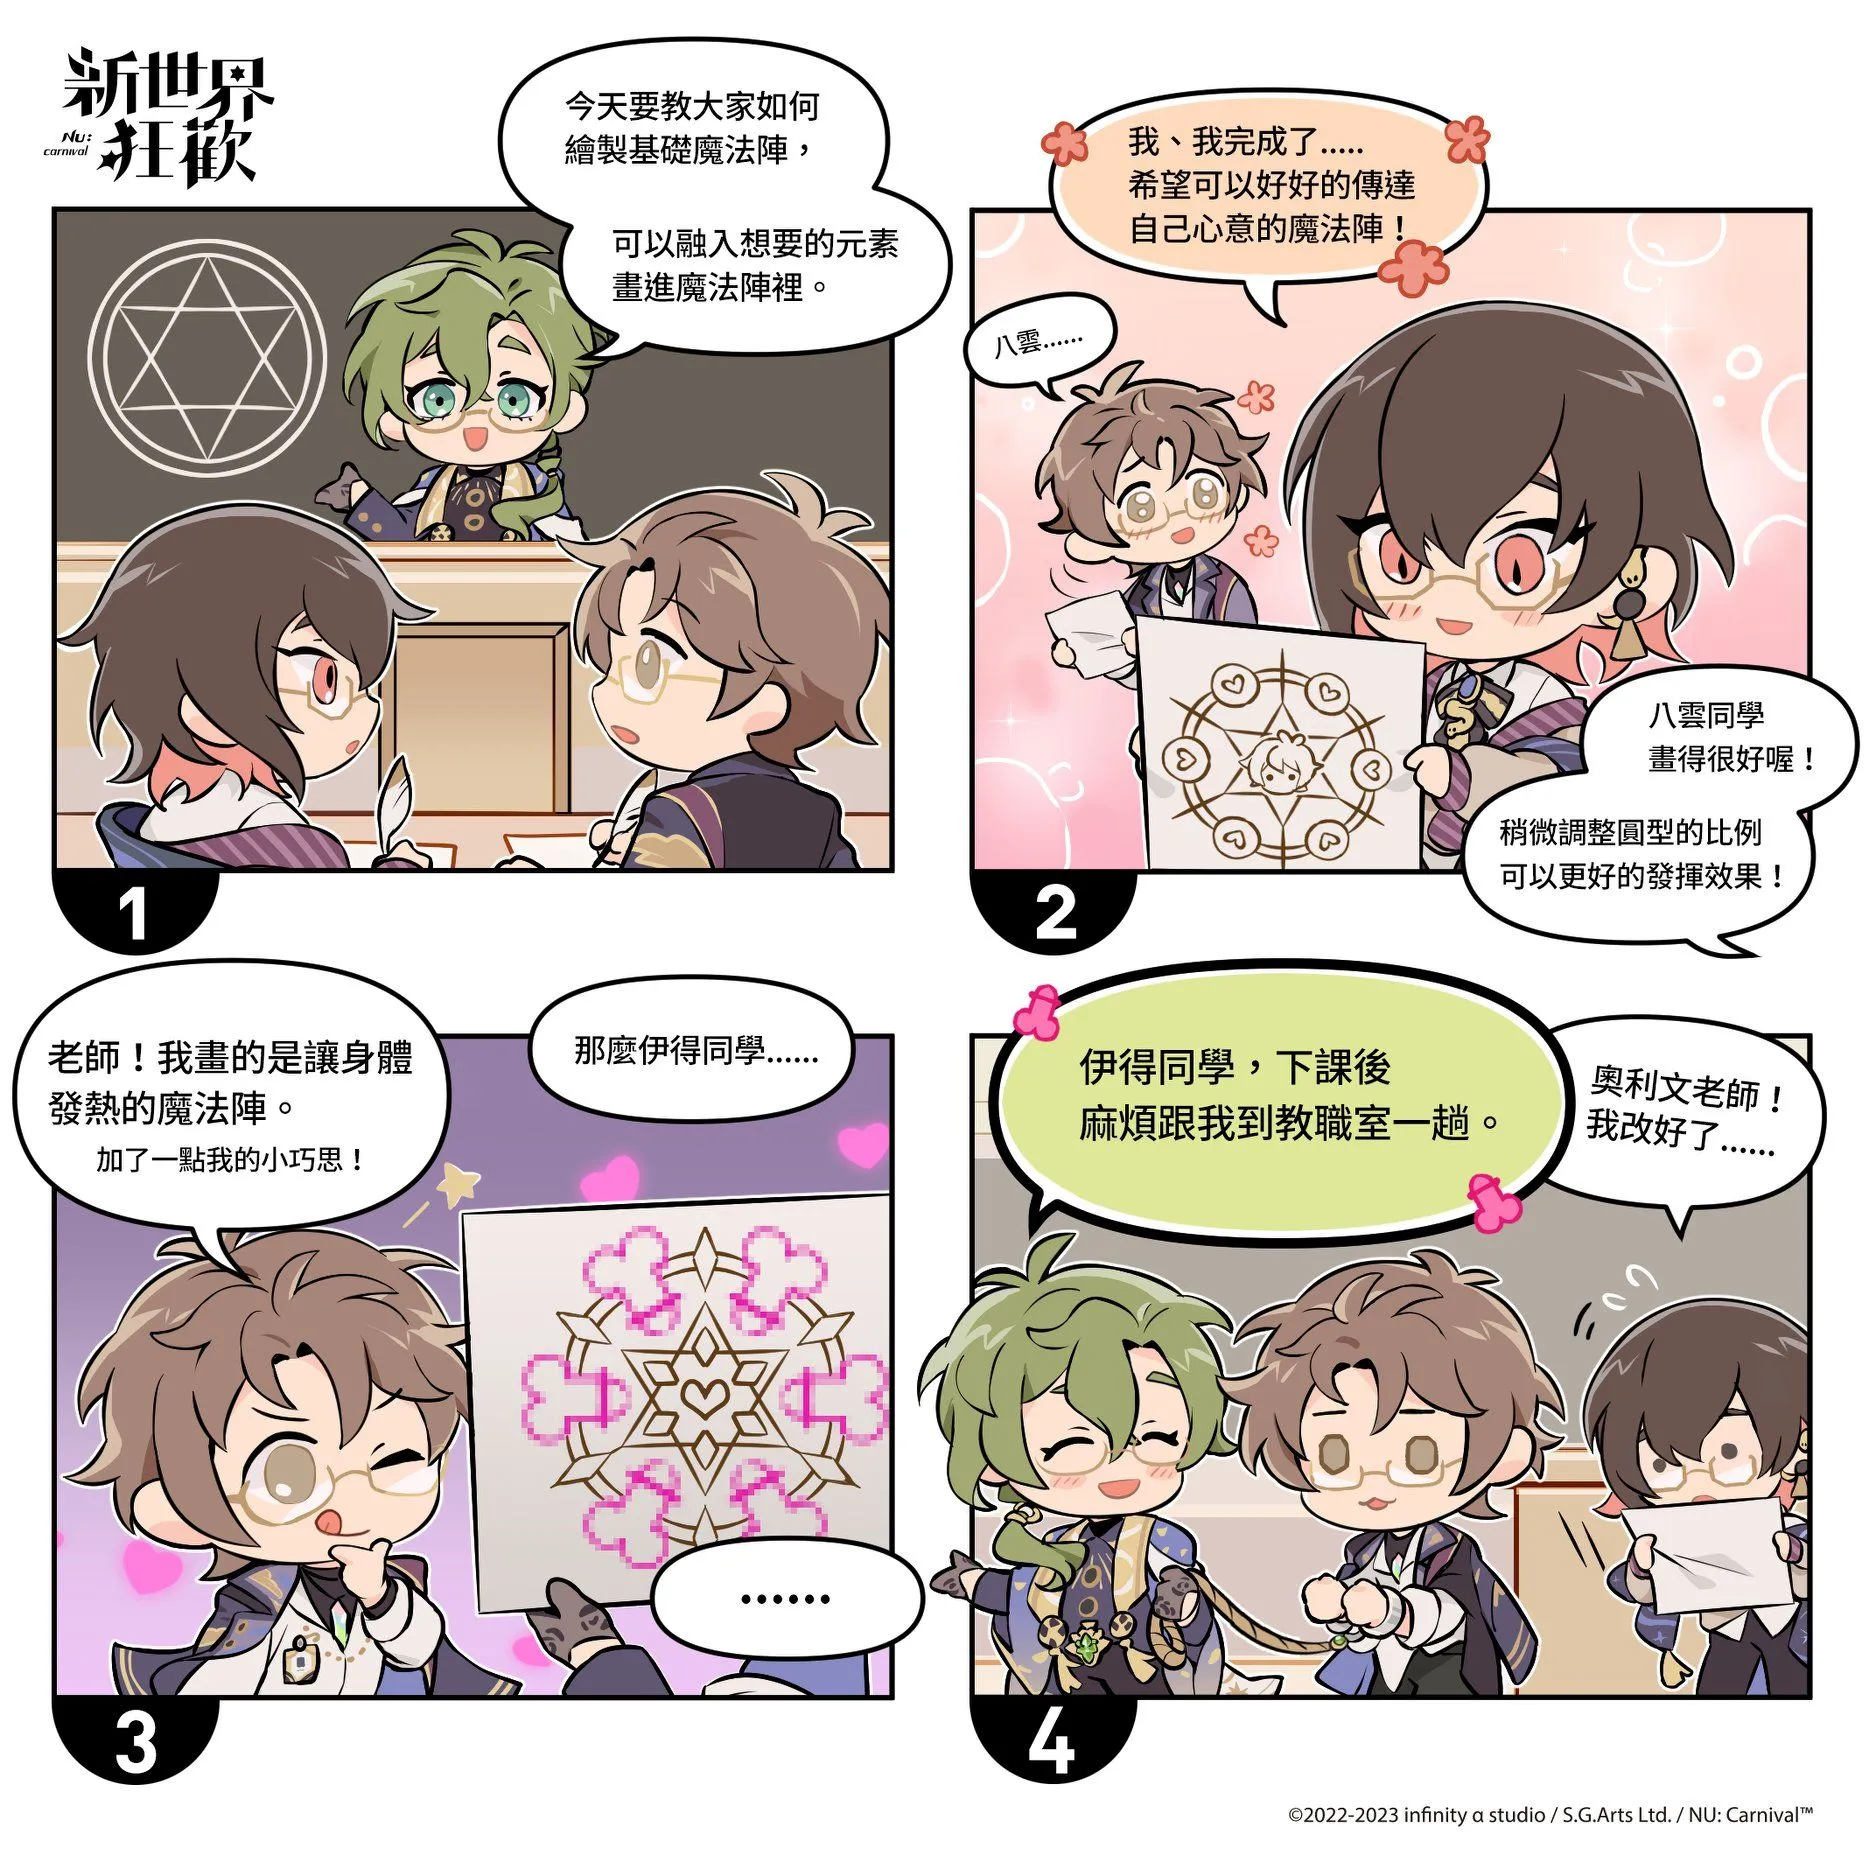 新世界
狂歡
NU:
carnival
今天要教大家如何
繪製基礎魔法陣，
可以融入想要的元素
畫進魔法陣裡。
1
我、我完成了.....
希望可以好好的傳達
自己心意的魔法陣！
八雲......
八雲同學
畫得很好喔！
稍微調整圓型的比例
可以更好的發揮效果！
2
老師！我畫的是讓身體
發熱的魔法陣。
加了一點我的小巧思！
那麼伊得同學......
......
3
伊得同學，下課後
麻煩跟我到教職室一趟。
奧利文老師！
我改好了......
4
©2022-2023 infinity α studio / S.G.Arts Ltd. / NU: Carnival™